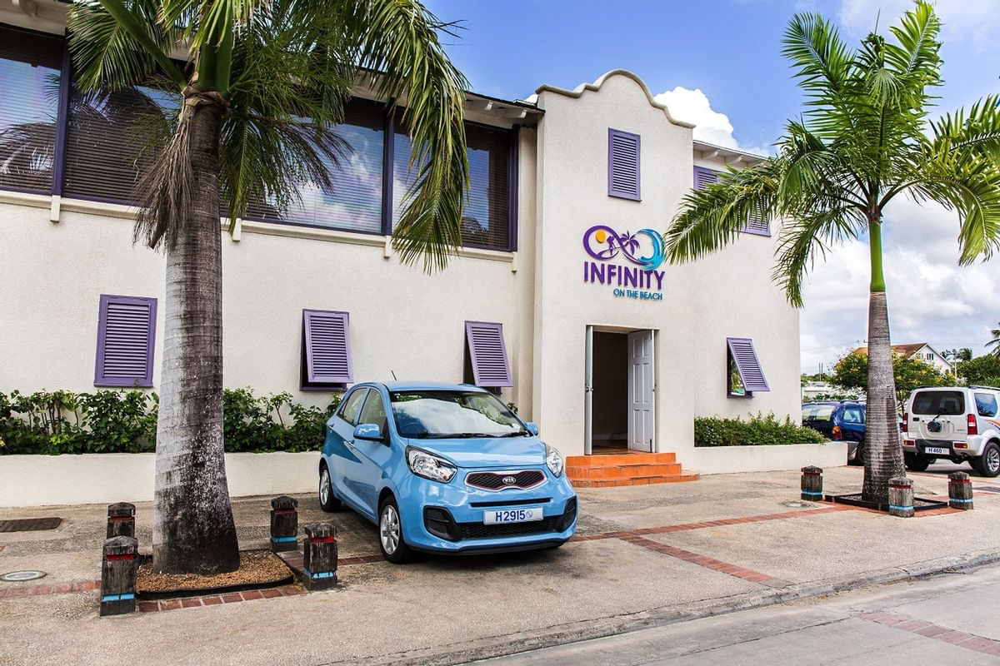 INFINITY
ON THE BEACH
KIA
H2915
H 460